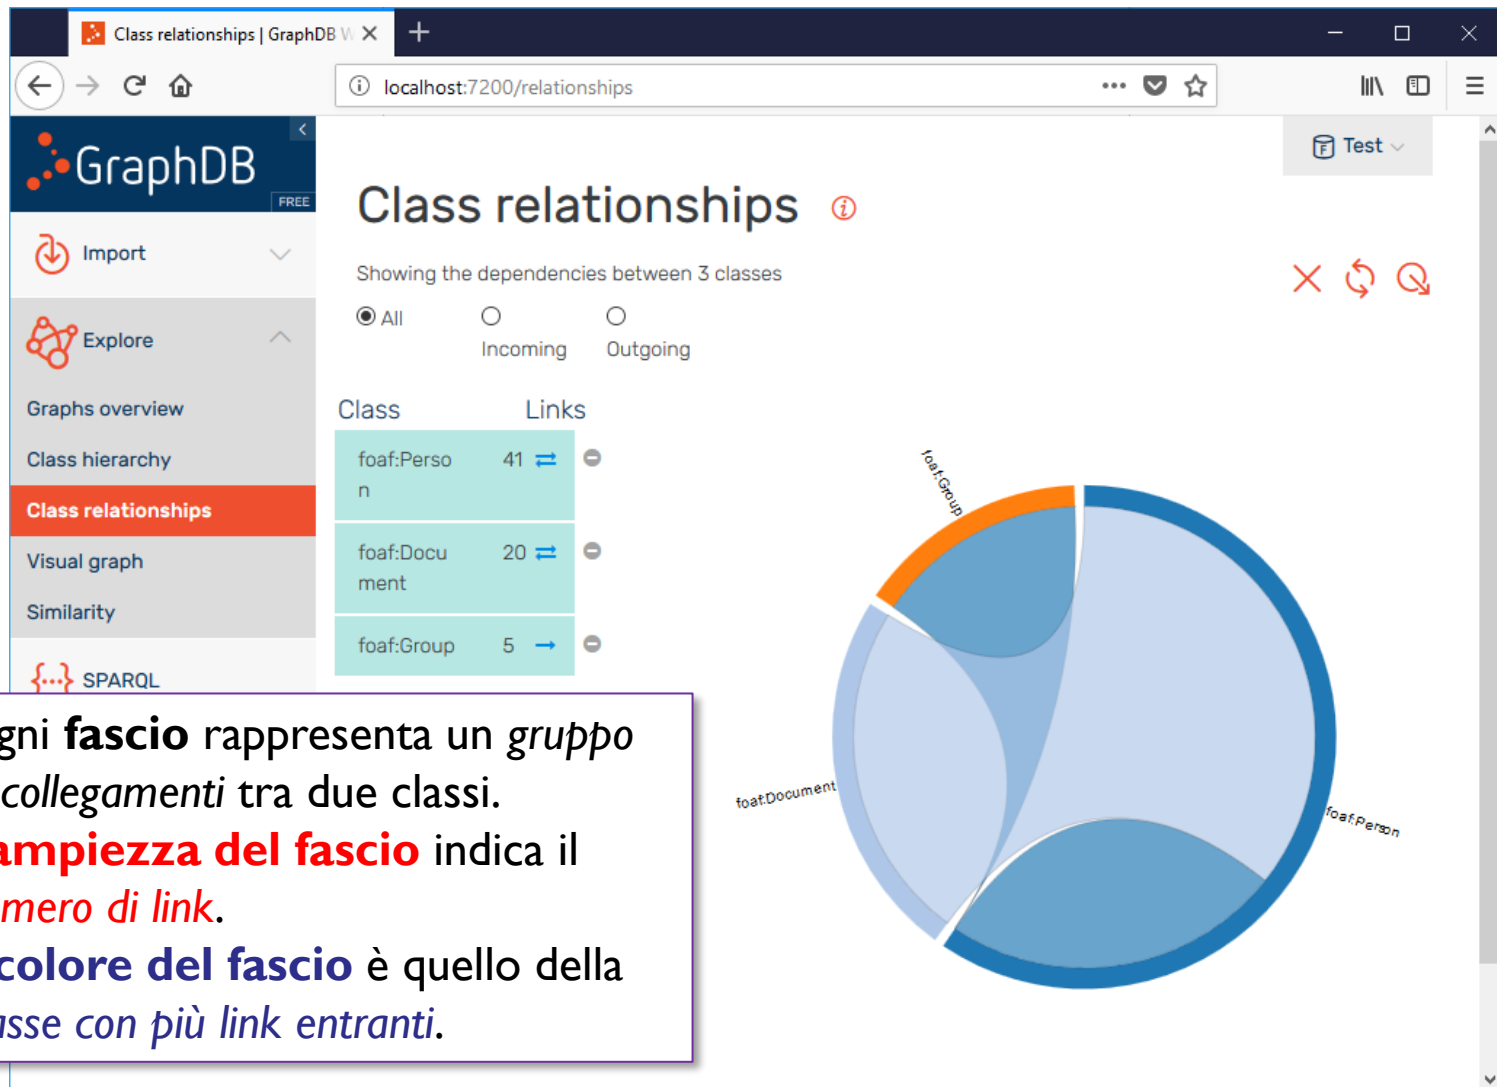 Class relationships | GraphDB W
localhost:7200/relationships
GraphDB
FREE
F Test
Class relationships
Import
Showing the dependencies between 3 classes
All
Incoming
Outgoing
Explore
Graphs overview
Class hierarchy
Class relationships
Visual graph
Similarity
{...} SPARQL
Class Links
foaf:Perso
n
41
foaf:Docu
ment
20
foaf:Group 5
foaf:Group
foaf:Document
foaf:Person
gni fascio rappresenta un gruppo
collegamenti tra due classi.
ampiezza del fascio indica il
mero di link.
colore del fascio è quello della
asse con più link entranti.